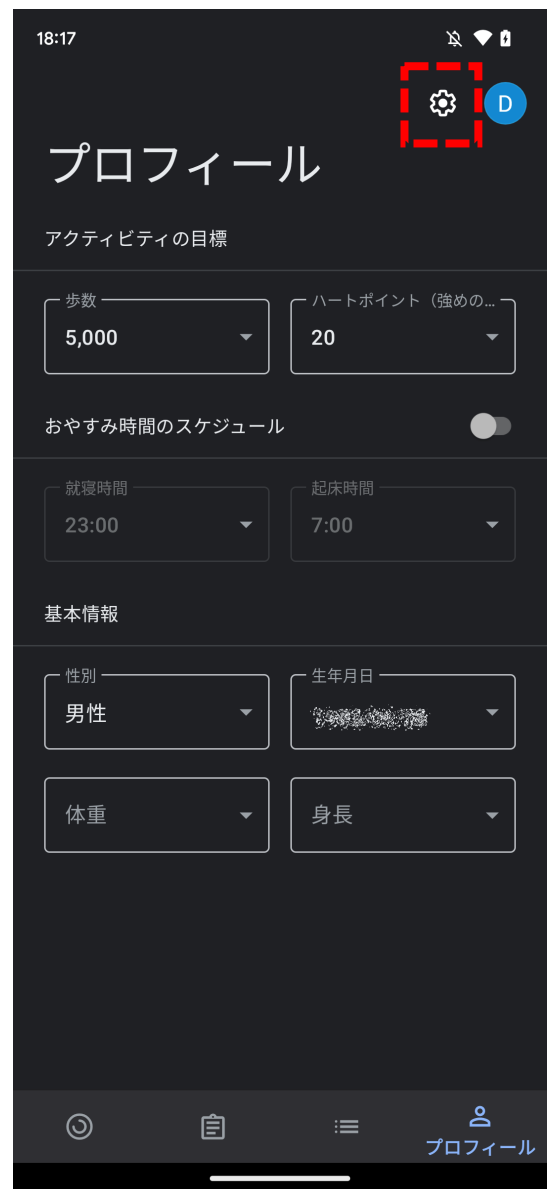 18:17
D
プロフィール
アクティビティの目標
歩数
ハートポイント（強めの...
5,000
20
おやすみ時間のスケジュール
就寝時間
起床時間
23:00
7:00
基本情報
性別
生年月日
男性
体重
身長
プロフィール